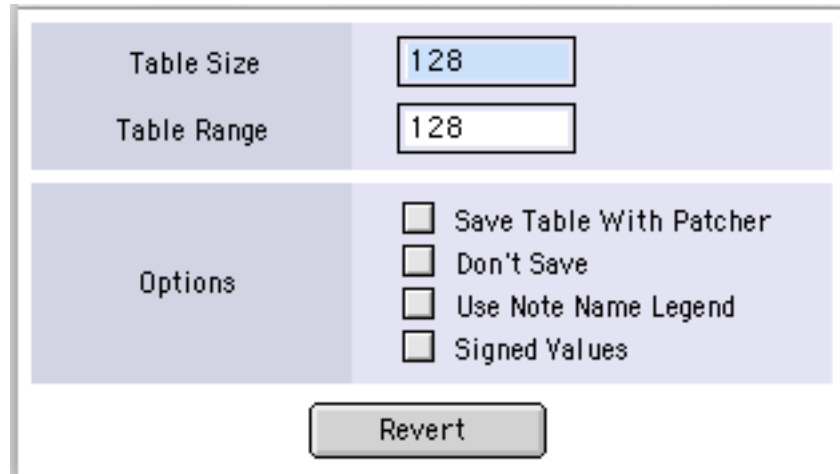 Table Size
128
Table Range
128
Options
Save Table With Patcher
Don't Save
Use Note Name Legend
Signed Values
Revert